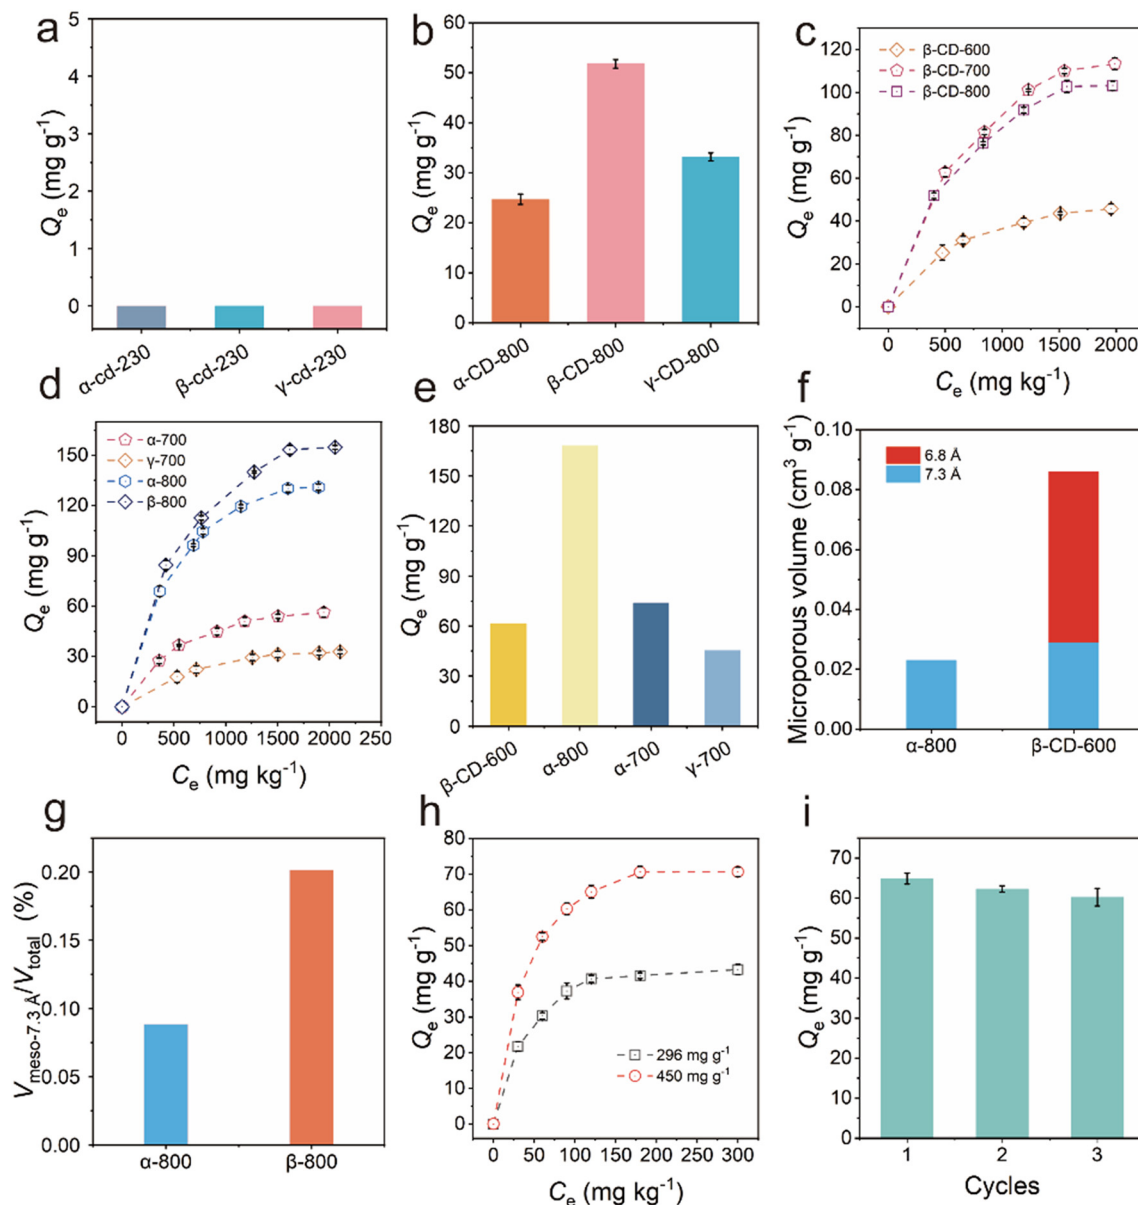 a
5
4
3
2
1
0
Qe (mg g⁻¹)
α-cd-230
β-cd-230
γ-cd-230
b
60
50
40
30
20
10
0
Qe (mg g⁻¹)
α-CD-800
β-CD-800
γ-CD-800
c
β-CD-600
β-CD-700
β-CD-800
120
100
80
60
40
20
0
Qe (mg g⁻¹)
0 500 1000 1500 2000
Ce (mg kg⁻¹)
d
α-700
γ-700
α-800
β-800
150
120
90
60
30
0
Qe (mg g⁻¹)
0 500 1000 1500 2000 250
Ce (mg kg⁻¹)
e
180
150
120
90
60
30
0
Qe (mg g⁻¹)
β-CD-600
α-800
α-700
γ-700
f
6.8 Å
7.3 Å
0.10
0.08
0.06
0.04
0.02
0.00
Microporous volume (cm³ g⁻¹)
α-800
β-CD-600
g
0.20
0.15
0.10
0.05
0.00
Vmeso-7.3 Å/Vtotal (%)
α-800
β-800
h
80
70
60
50
40
30
20
10
0
Qe (mg g⁻¹)
296 mg g⁻¹
450 mg g⁻¹
0 50 100 150 200 250 300
Ce (mg kg⁻¹)
i
70
60
50
40
30
20
10
0
Qe (mg g⁻¹)
1 2 3
Cycles